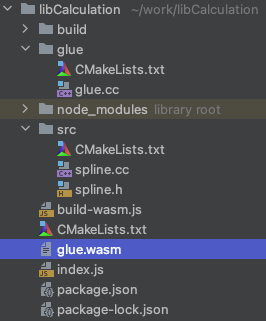 libCalculation ~/work/libCalculation
build
glue
CMakeLists.txt
glue.cc
node_modules library root
src
CMakeLists.txt
spline.cc
spline.h
build-wasm.js
CMakeLists.txt
glue.wasm
index.js
package.json
package-lock.json